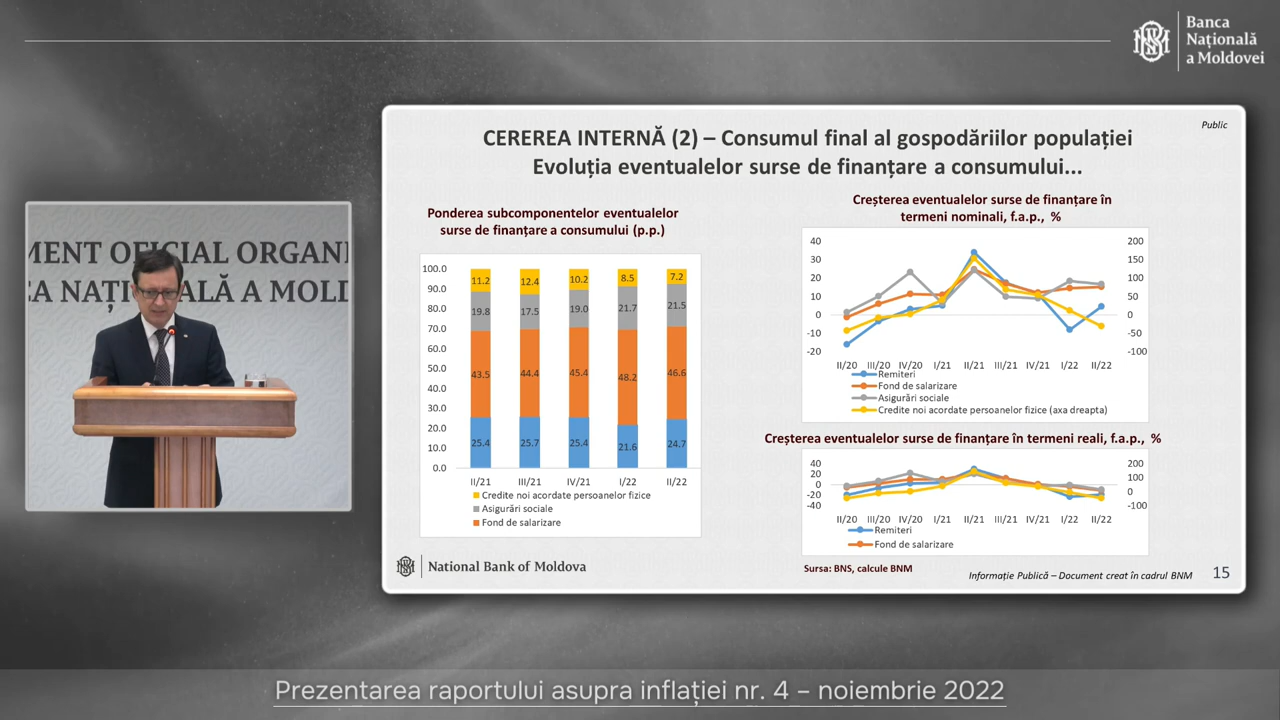 Banca
Națională
a Moldovei
Public
CEREREA INTERNĂ (2) – Consumul final al gospodăriilor populației
Evoluția eventualelor surse de finanțare a consumului...
MENT OFICIAL ORGANI
CA NAȚIONALĂ A MOLD
Ponderea subcomponentelor eventualelor
surse de finanțare a consumului (p.p.)
100.0
90.0
80.0
70.0
60.0
50.0
40.0
30.0
20.0
10.0
0.0
11.2 12.4 10.2 8.5 7.2
19.8 17.5 19.0 21.7 21.5
43.5 44.4 45.4 48.2 46.6
25.4 25.7 25.4 21.6 24.7
II/21 III/21 IV/21 I/22 II/22
Credite noi acordate persoanelor fizice
Asigurări sociale
Fond de salarizare
Creșterea eventualelor surse de finanțare în
termeni nominali, f.a.p., %
40 200
30 150
20 100
10 50
0 0
-10 -50
-20 -100
II/20 III/20 IV/20 I/21 II/21 III/21 IV/21 I/22 II/22
Remiteri
Fond de salarizare
Asigurări sociale
Credite noi acordate persoanelor fizice (axa dreapta)
Creșterea eventualelor surse de finanțare în termeni reali, f.a.p., %
40 200
20 100
0 0
-20
-40 -100
II/20 III/20 IV/20 I/21 II/21 III/21 IV/21 I/22 II/22
Remiteri
Fond de salarizare
National Bank of Moldova
Sursa: BNS, calcule BNM
Informație Publică – Document creat în cadrul BNM
15
Prezentarea raportului asupra inflației nr. 4 – noiembrie 2022